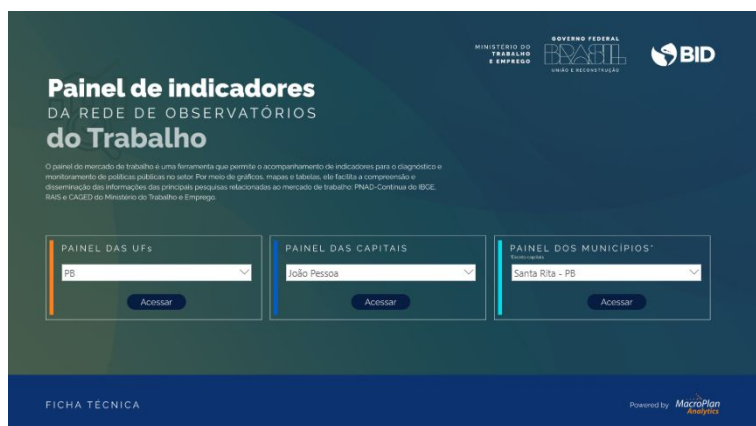 MINISTÉRIO DO
TRABALHO
E EMPREGO
GOVERNO FEDERAL
BRASIL
UNIÃO E RECONSTRUÇÃO
BID
Painel de indicadores
DA REDE DE OBSERVATÓRIOS
do Trabalho
O painel do mercado de trabalho é uma ferramenta que permite o acompanhamento de indicadores para o diagnóstico e
monitoramento de políticas públicas no setor. Por meio de gráficos, mapas e tabelas, ele facilita a compreensão e
disseminação das informações das principais pesquisas relacionadas ao mercado de trabalho: PNAD-Contínua do IBGE,
RAIS e CAGED do Ministério do Trabalho e Emprego.
PAINEL DAS UFs
PB
Acessar
PAINEL DAS CAPITAIS
João Pessoa
Acessar
PAINEL DOS MUNICÍPIOS*
*Exceto capitais
Santa Rita - PB
Acessar
FICHA TÉCNICA
Powered by MacroPlan
Analytics